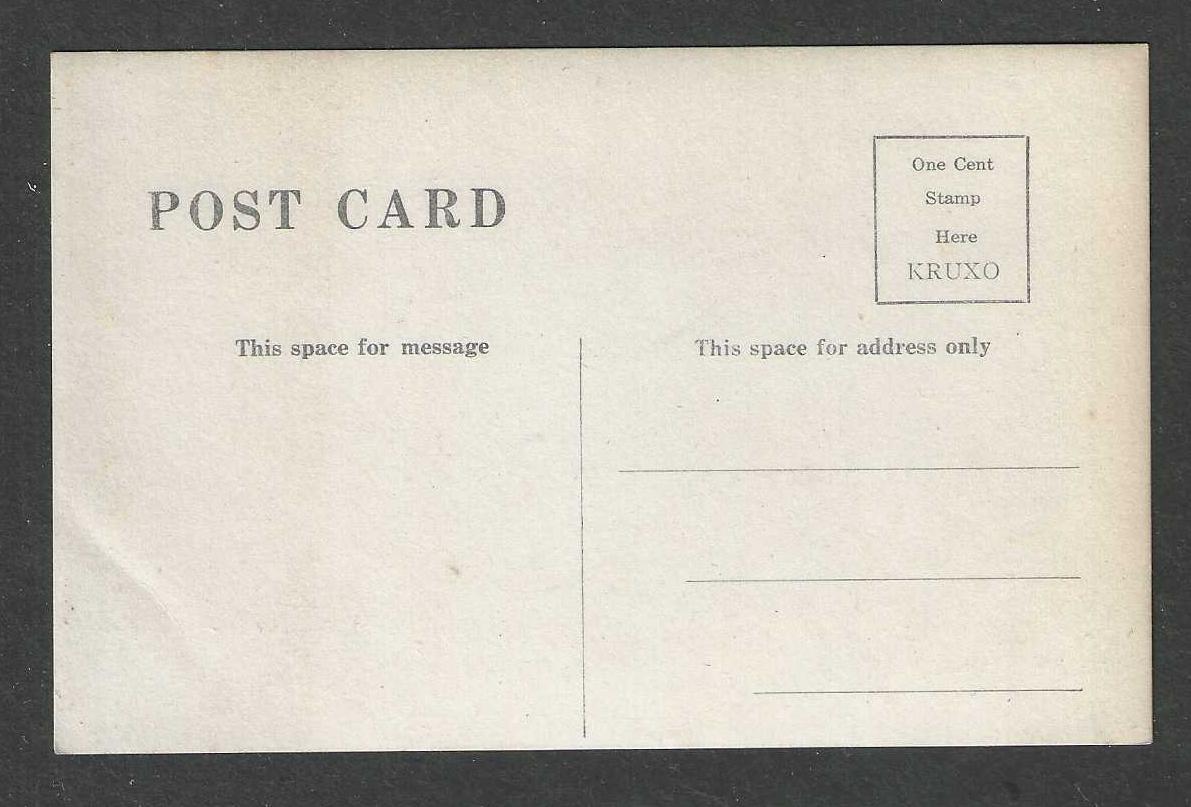 POST CARD
One Cent
Stamp
Here
KRUXO
This space for message
This space for address only